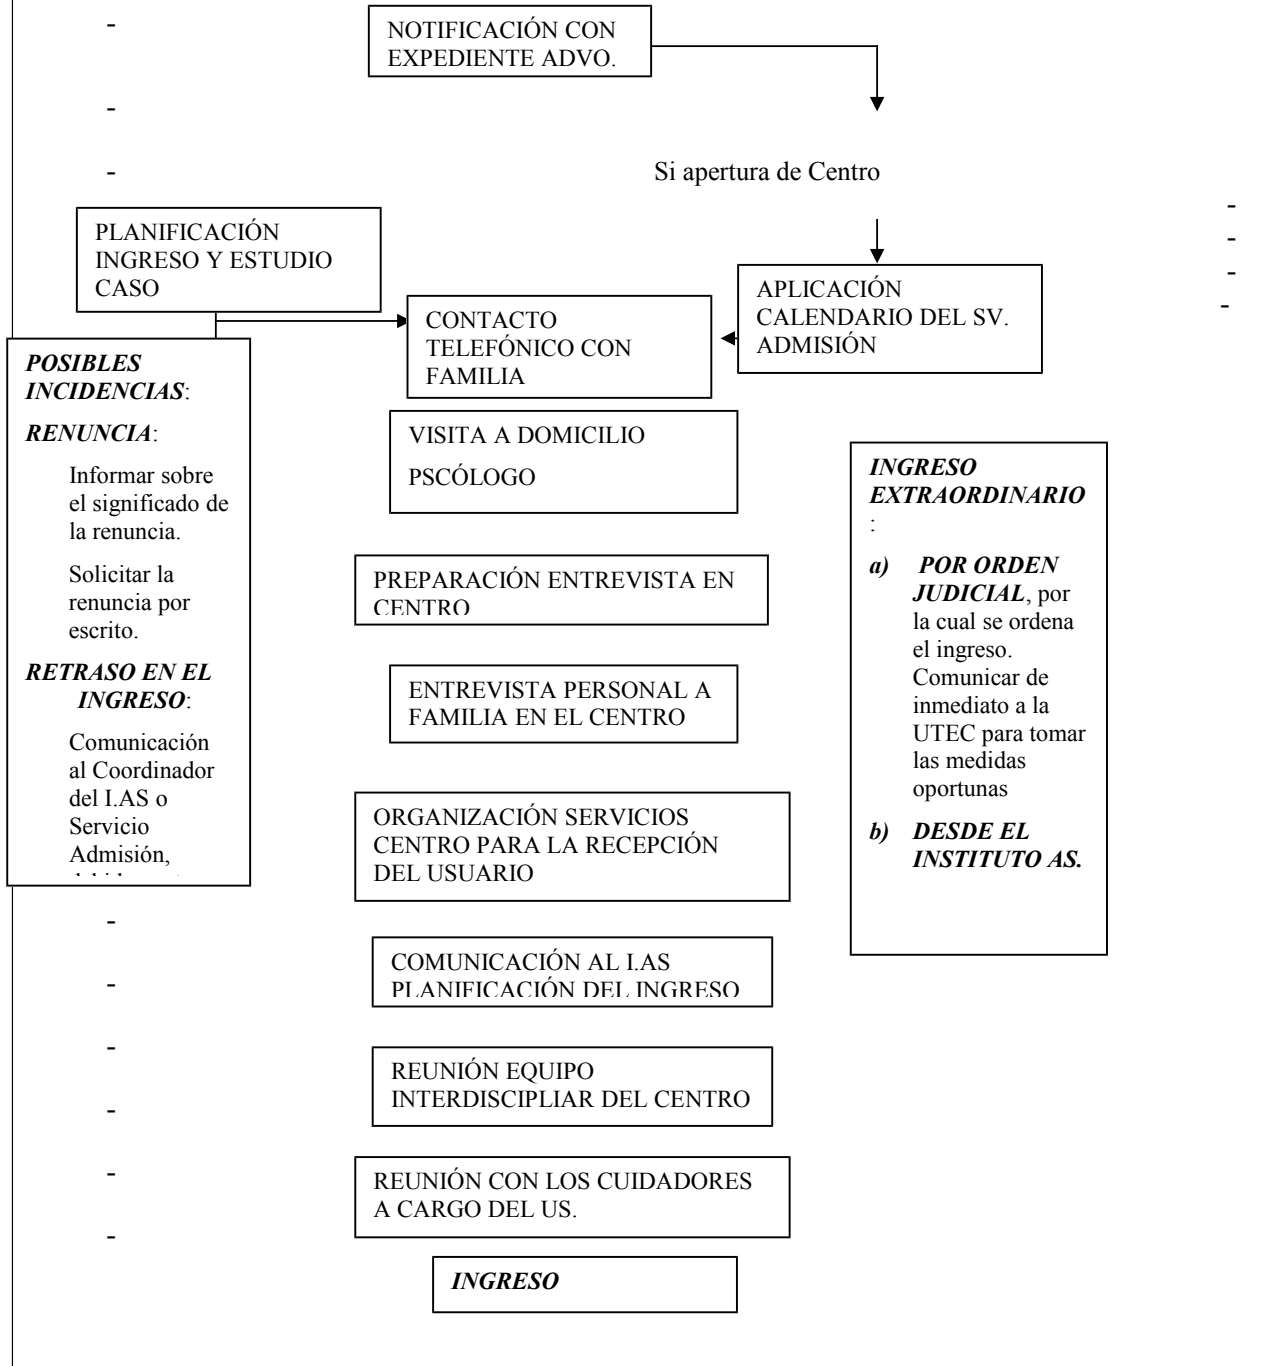 NOTIFICACIÓN CON
EXPEDIENTE ADVO.
Si apertura de Centro
PLANIFICACIÓN
INGRESO Y ESTUDIO
CASO
CONTACTO
TELEFÓNICO CON
FAMILIA
APLICACIÓN
CALENDARIO DEL SV.
ADMISIÓN
POSIBLES
INCIDENCIAS:
RENUNCIA:
Informar sobre
el significado de
la renuncia.
Solicitar la
renuncia por
escrito.
RETRASO EN EL
INGRESO:
Comunicación
al Coordinador
del I.AS o
Servicio
Admisión,
VISITA A DOMICILIO
PSCÓLOGO
PREPARACIÓN ENTREVISTA EN
CENTRO
ENTREVISTA PERSONAL A
FAMILIA EN EL CENTRO
ORGANIZACIÓN SERVICIOS
CENTRO PARA LA RECEPCIÓN
DEL USUARIO
COMUNICACIÓN AL I.AS
PLANIFICACIÓN DEL INGRESO
REUNIÓN EQUIPO
INTERDISCIPLIAR DEL CENTRO
REUNIÓN CON LOS CUIDADORES
A CARGO DEL US.
INGRESO
INGRESO
EXTRAORDINARIO
:
a) POR ORDEN
JUDICIAL, por
la cual se ordena
el ingreso.
Comunicar de
inmediato a la
UTEC para tomar
las medidas
oportunas
b) DESDE EL
INSTITUTO AS.